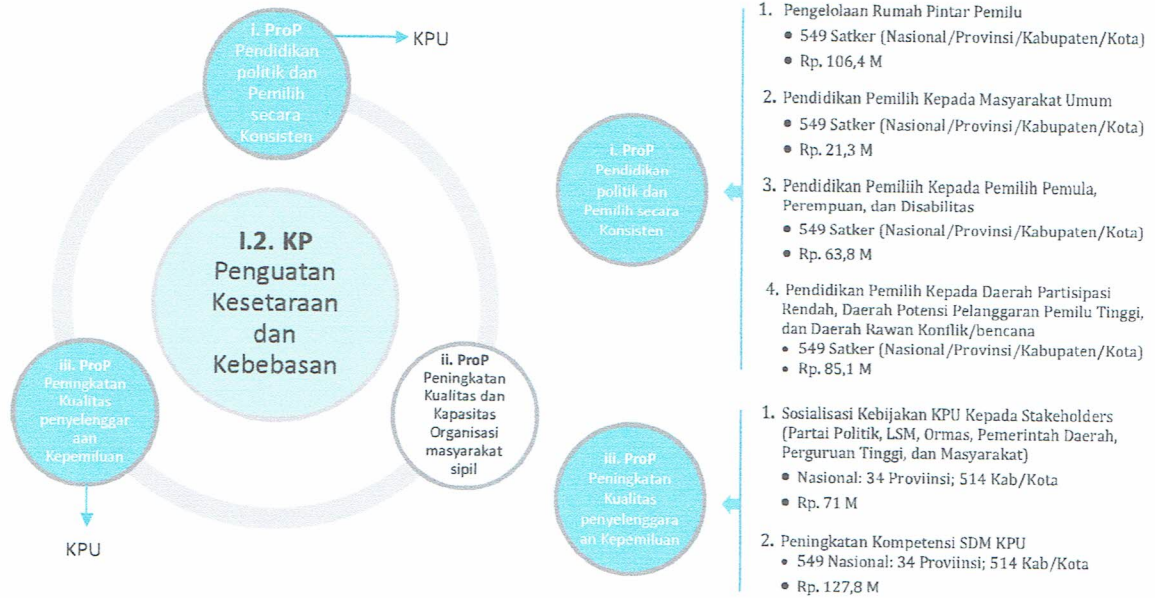 i. ProP
Pendidikan
politik dan
Pemilih
secara
Konsisten
KPU
I.2. KP
Penguatan
Kesetaraan
dan
Kebebasan
ii. ProP
Peningkatan
Kualitas dan
Kapasitas
Organisasi
masyarakat
sipil
iii. ProP
Peningkatan
Kualitas
penyelenggar
aan
Kepemiluan
KPU
i. ProP
Pendidikan
politik dan
Pemilih secara
Konsisten
1. Pengelolaan Rumah Pintar Pemilu
• 549 Satker (Nasional/Provinsi/Kabupaten/Kota)
• Rp. 106,4 M
2. Pendidikan Pemilih Kepada Masyarakat Umum
• 549 Satker (Nasional/Provinsi/Kabupaten/Kota)
• Rp. 21,3 M
3. Pendidikan Pemiliih Kepada Pemilih Pemula,
Perempuan, dan Disabilitas
• 549 Satker (Nasional/Provinsi/Kabupaten/Kota)
• Rp. 63,8 M
4. Pendidikan Pemilih Kepada Daerah Partisipasi
Rendah, Daerah Potensi Pelanggaran Pemilu Tinggi,
dan Daerah Rawan Konflik/bencana
• 549 Satker (Nasional/Provinsi/Kabupaten/Kota)
• Rp. 85,1 M
iii. ProP
Peningkatan
Kualitas
penyelenggara
an Kepemiluan
1. Sosialisasi Kebijakan KPU Kepada Stakeholders
(Partai Politik, LSM, Ormas, Pemerintah Daerah,
Perguruan Tinggi, dan Masyarakat)
• Nasional: 34 Proviinsi; 514 Kab/Kota
• Rp. 71 M
2. Peningkatan Kompetensi SDM KPU
• 549 Nasional: 34 Proviinsi; 514 Kab/Kota
• Rp. 127,8 M